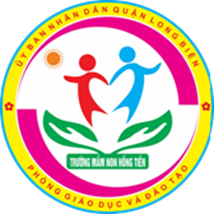 ỦY BAN NHÂN DÂN QUẬN LONG BIÊN
TRƯỜNG MẦM NON HỒNG TIẾN
PHÒNG GIÁO DỤC VÀ ĐÀO TẠO